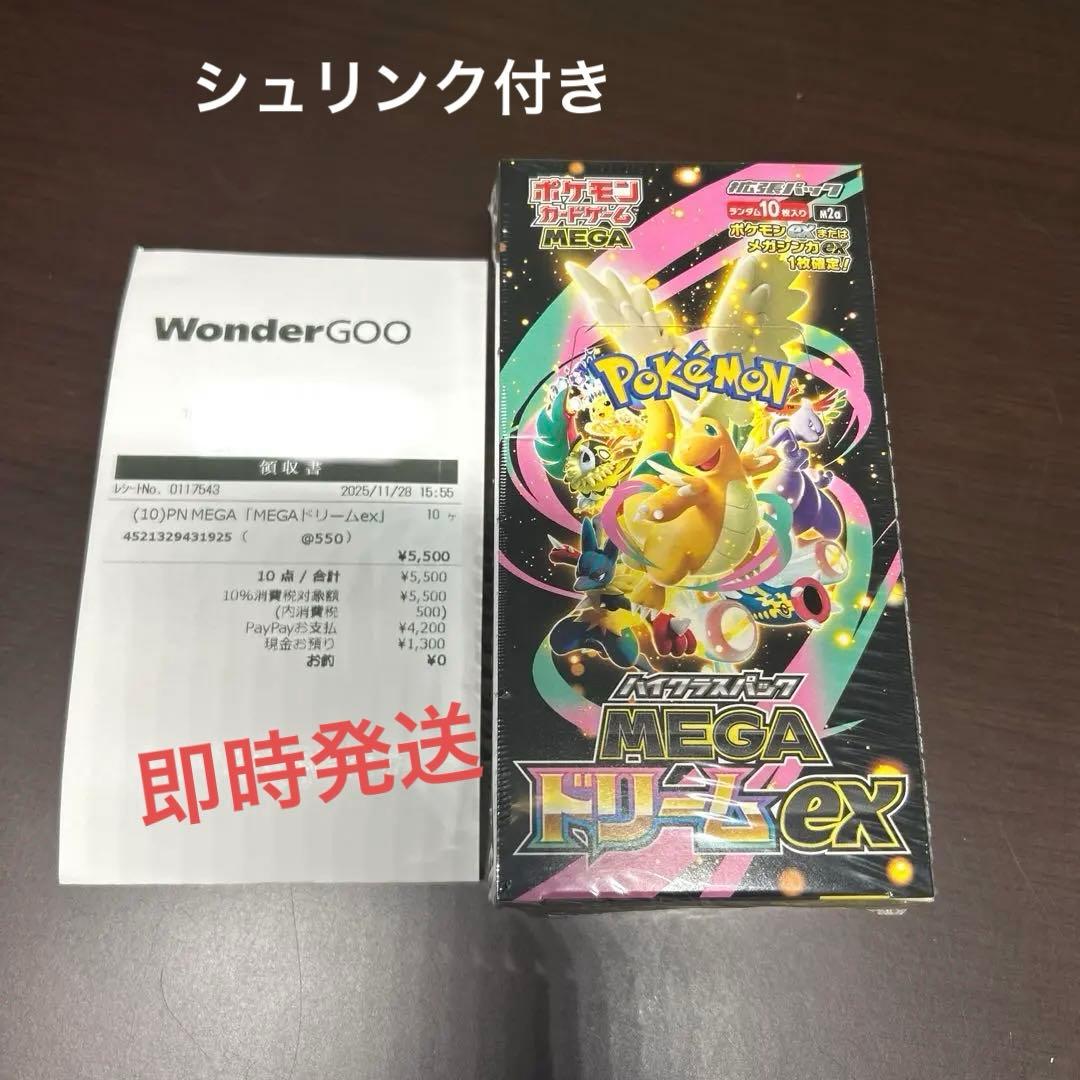 シュリンク付き
WonderGOO
領収書
レシートNo. 0117543 2025/11/28 15:55
(10)PN MEGA「MEGAドリームex」 10 ヶ
4521329431925 ( @550)
¥5,500
10 点 / 合計 ¥5,500
10%消費税対象額 ¥5,500
(内消費税 500)
PayPayお支払 ¥4,200
現金お預り ¥1,300
お釣 ¥0
即時発送
ポケモン
カードゲーム
MEGA
拡張パック
ランダム10枚入り M2a
ポケモンexまたは
メガシンカex
1枚確定!
POKéMON
ハイクラスパック
MEGA
ドリームex